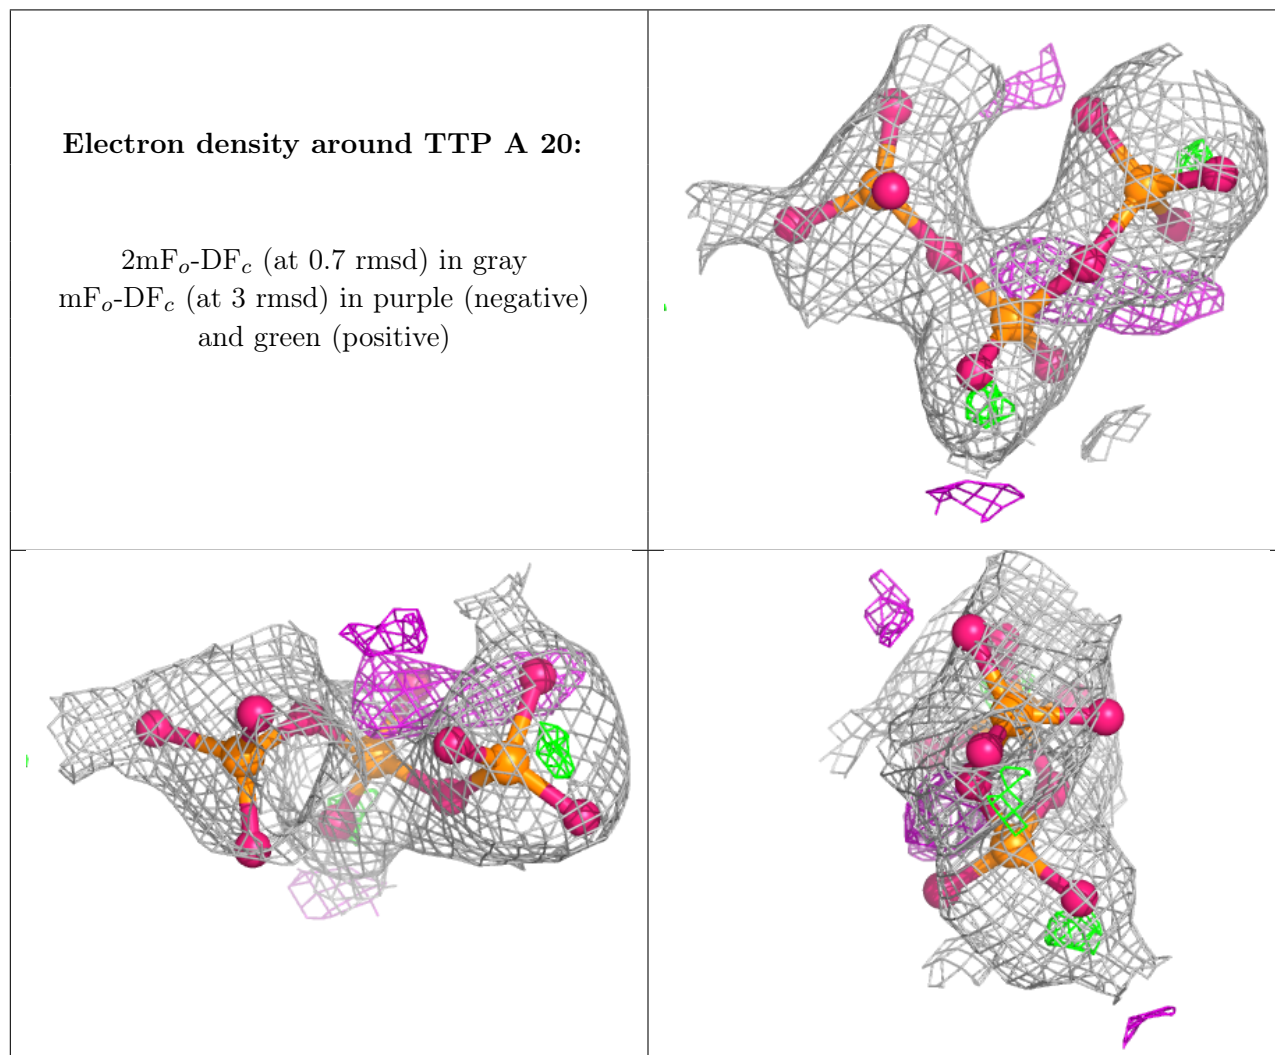 Electron density around TTP A 20:
2mFo-DFc (at 0.7 rmsd) in gray
mFo-DFc (at 3 rmsd) in purple (negative)
and green (positive)